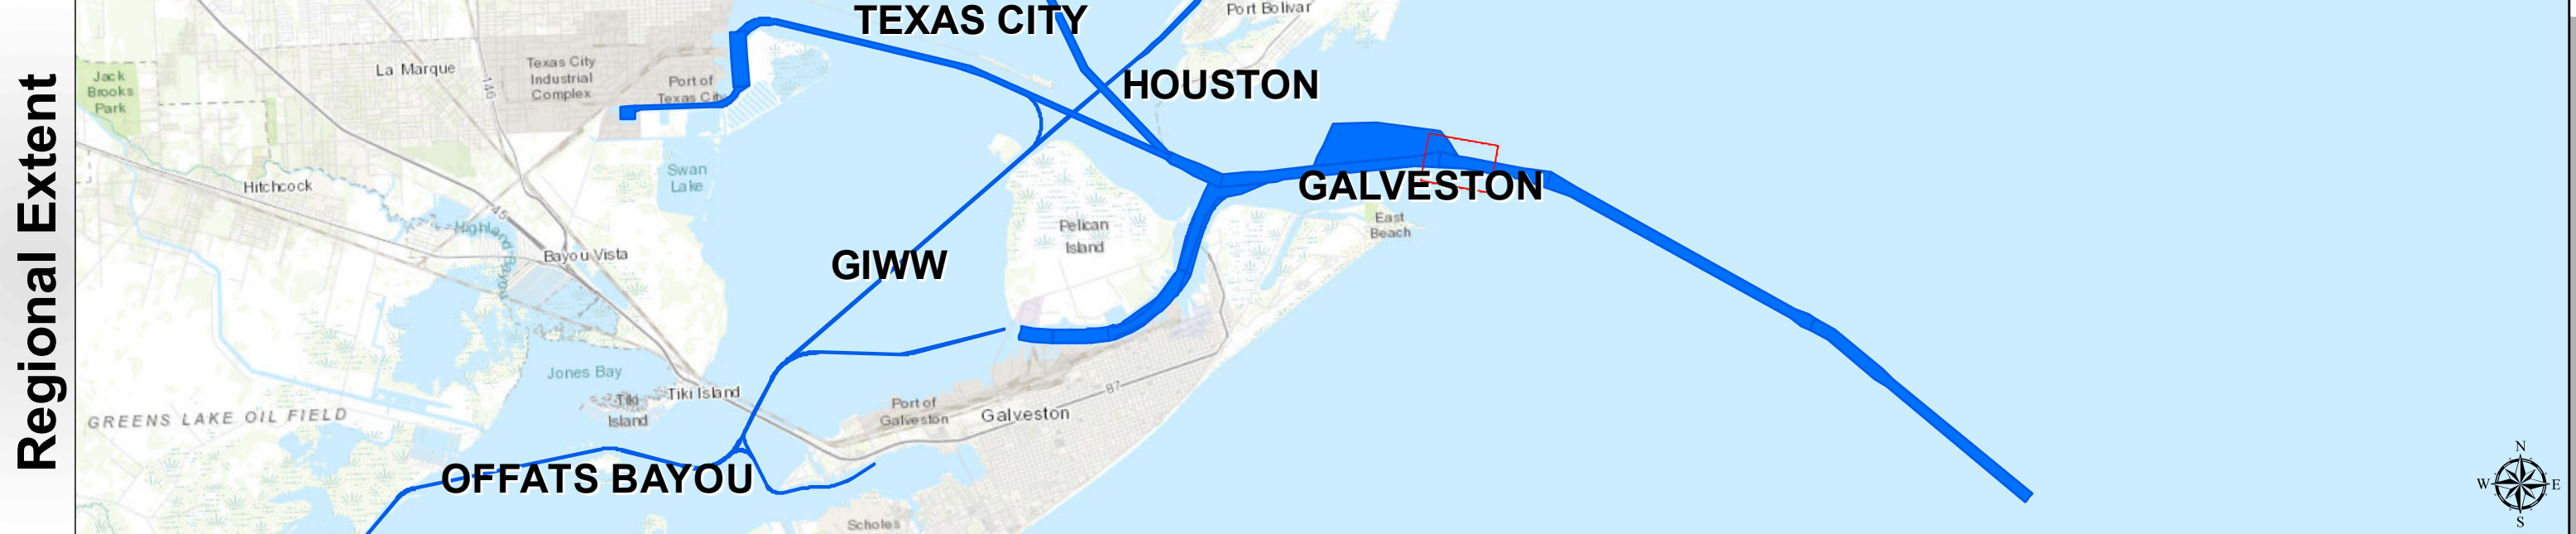 Regional Extent
TEXAS CITY
Port Bolivar
La Marque
146
Texas City
Industrial
Complex
Port of
Texas City
Jack
Brooks
Park
HOUSTON
Swan
Lake
Hitchcock
GALVESTON
45
Highland Bayou
Bayou Vista
Pelican
Island
East
Beach
GIWW
Jones Bay
Tiki Island
Tiki
Island
87
GREENS LAKE OIL FIELD
Port of
Galveston
Galveston
OFFATS BAYOU
Scholes
N
W
E
S